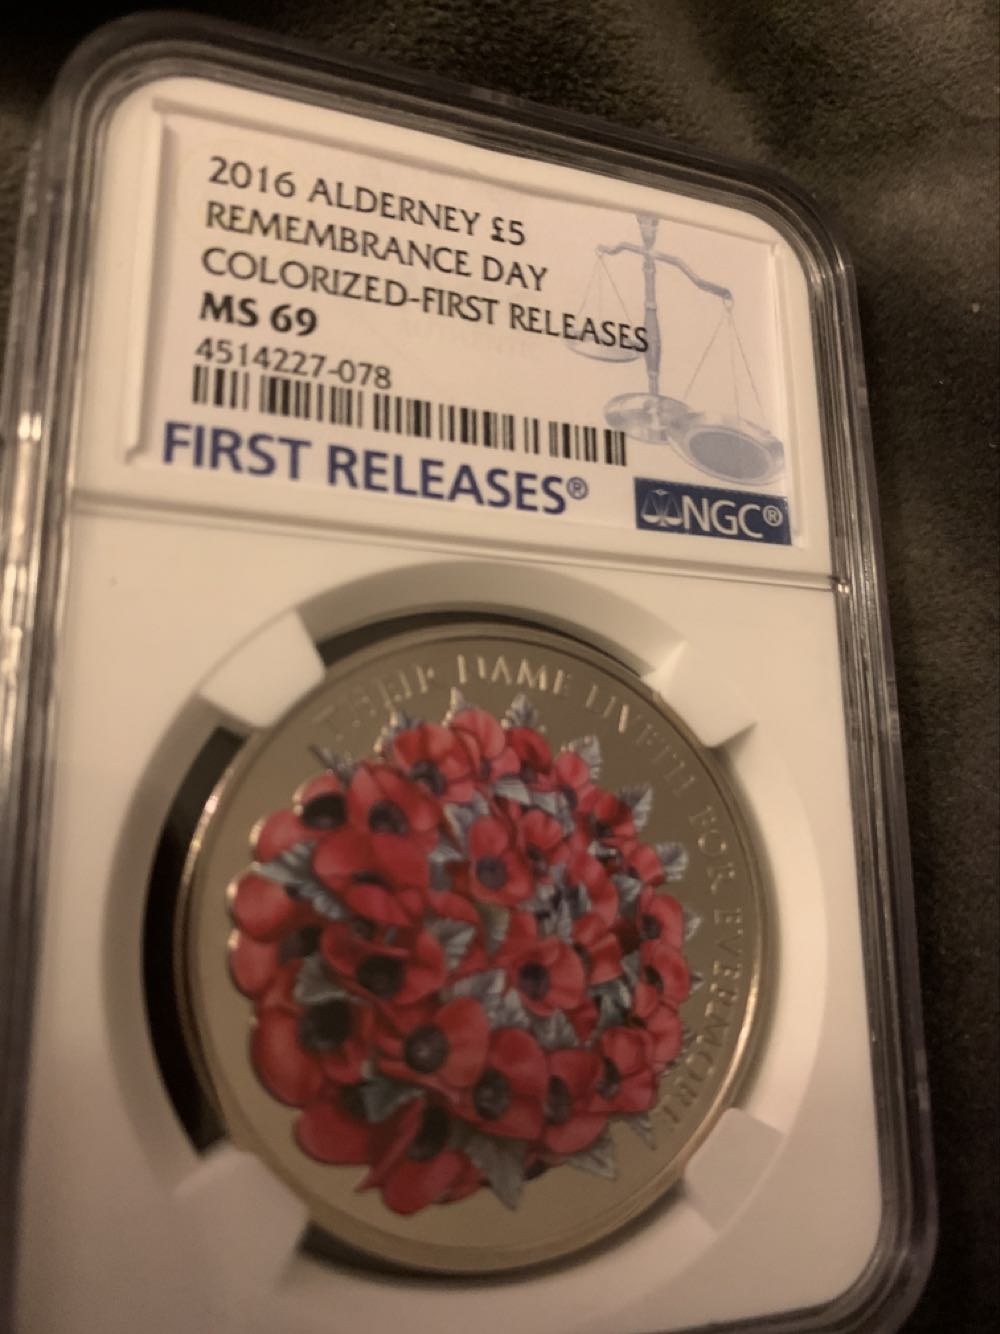 2016 ALDERNEY £5
REMEMBRANCE DAY
COLORIZED-FIRST RELEASES
MS 69
4514227-078
FIRST RELEASES®
NGC®
THEIR NAME LIVETH FOR EVERMORE